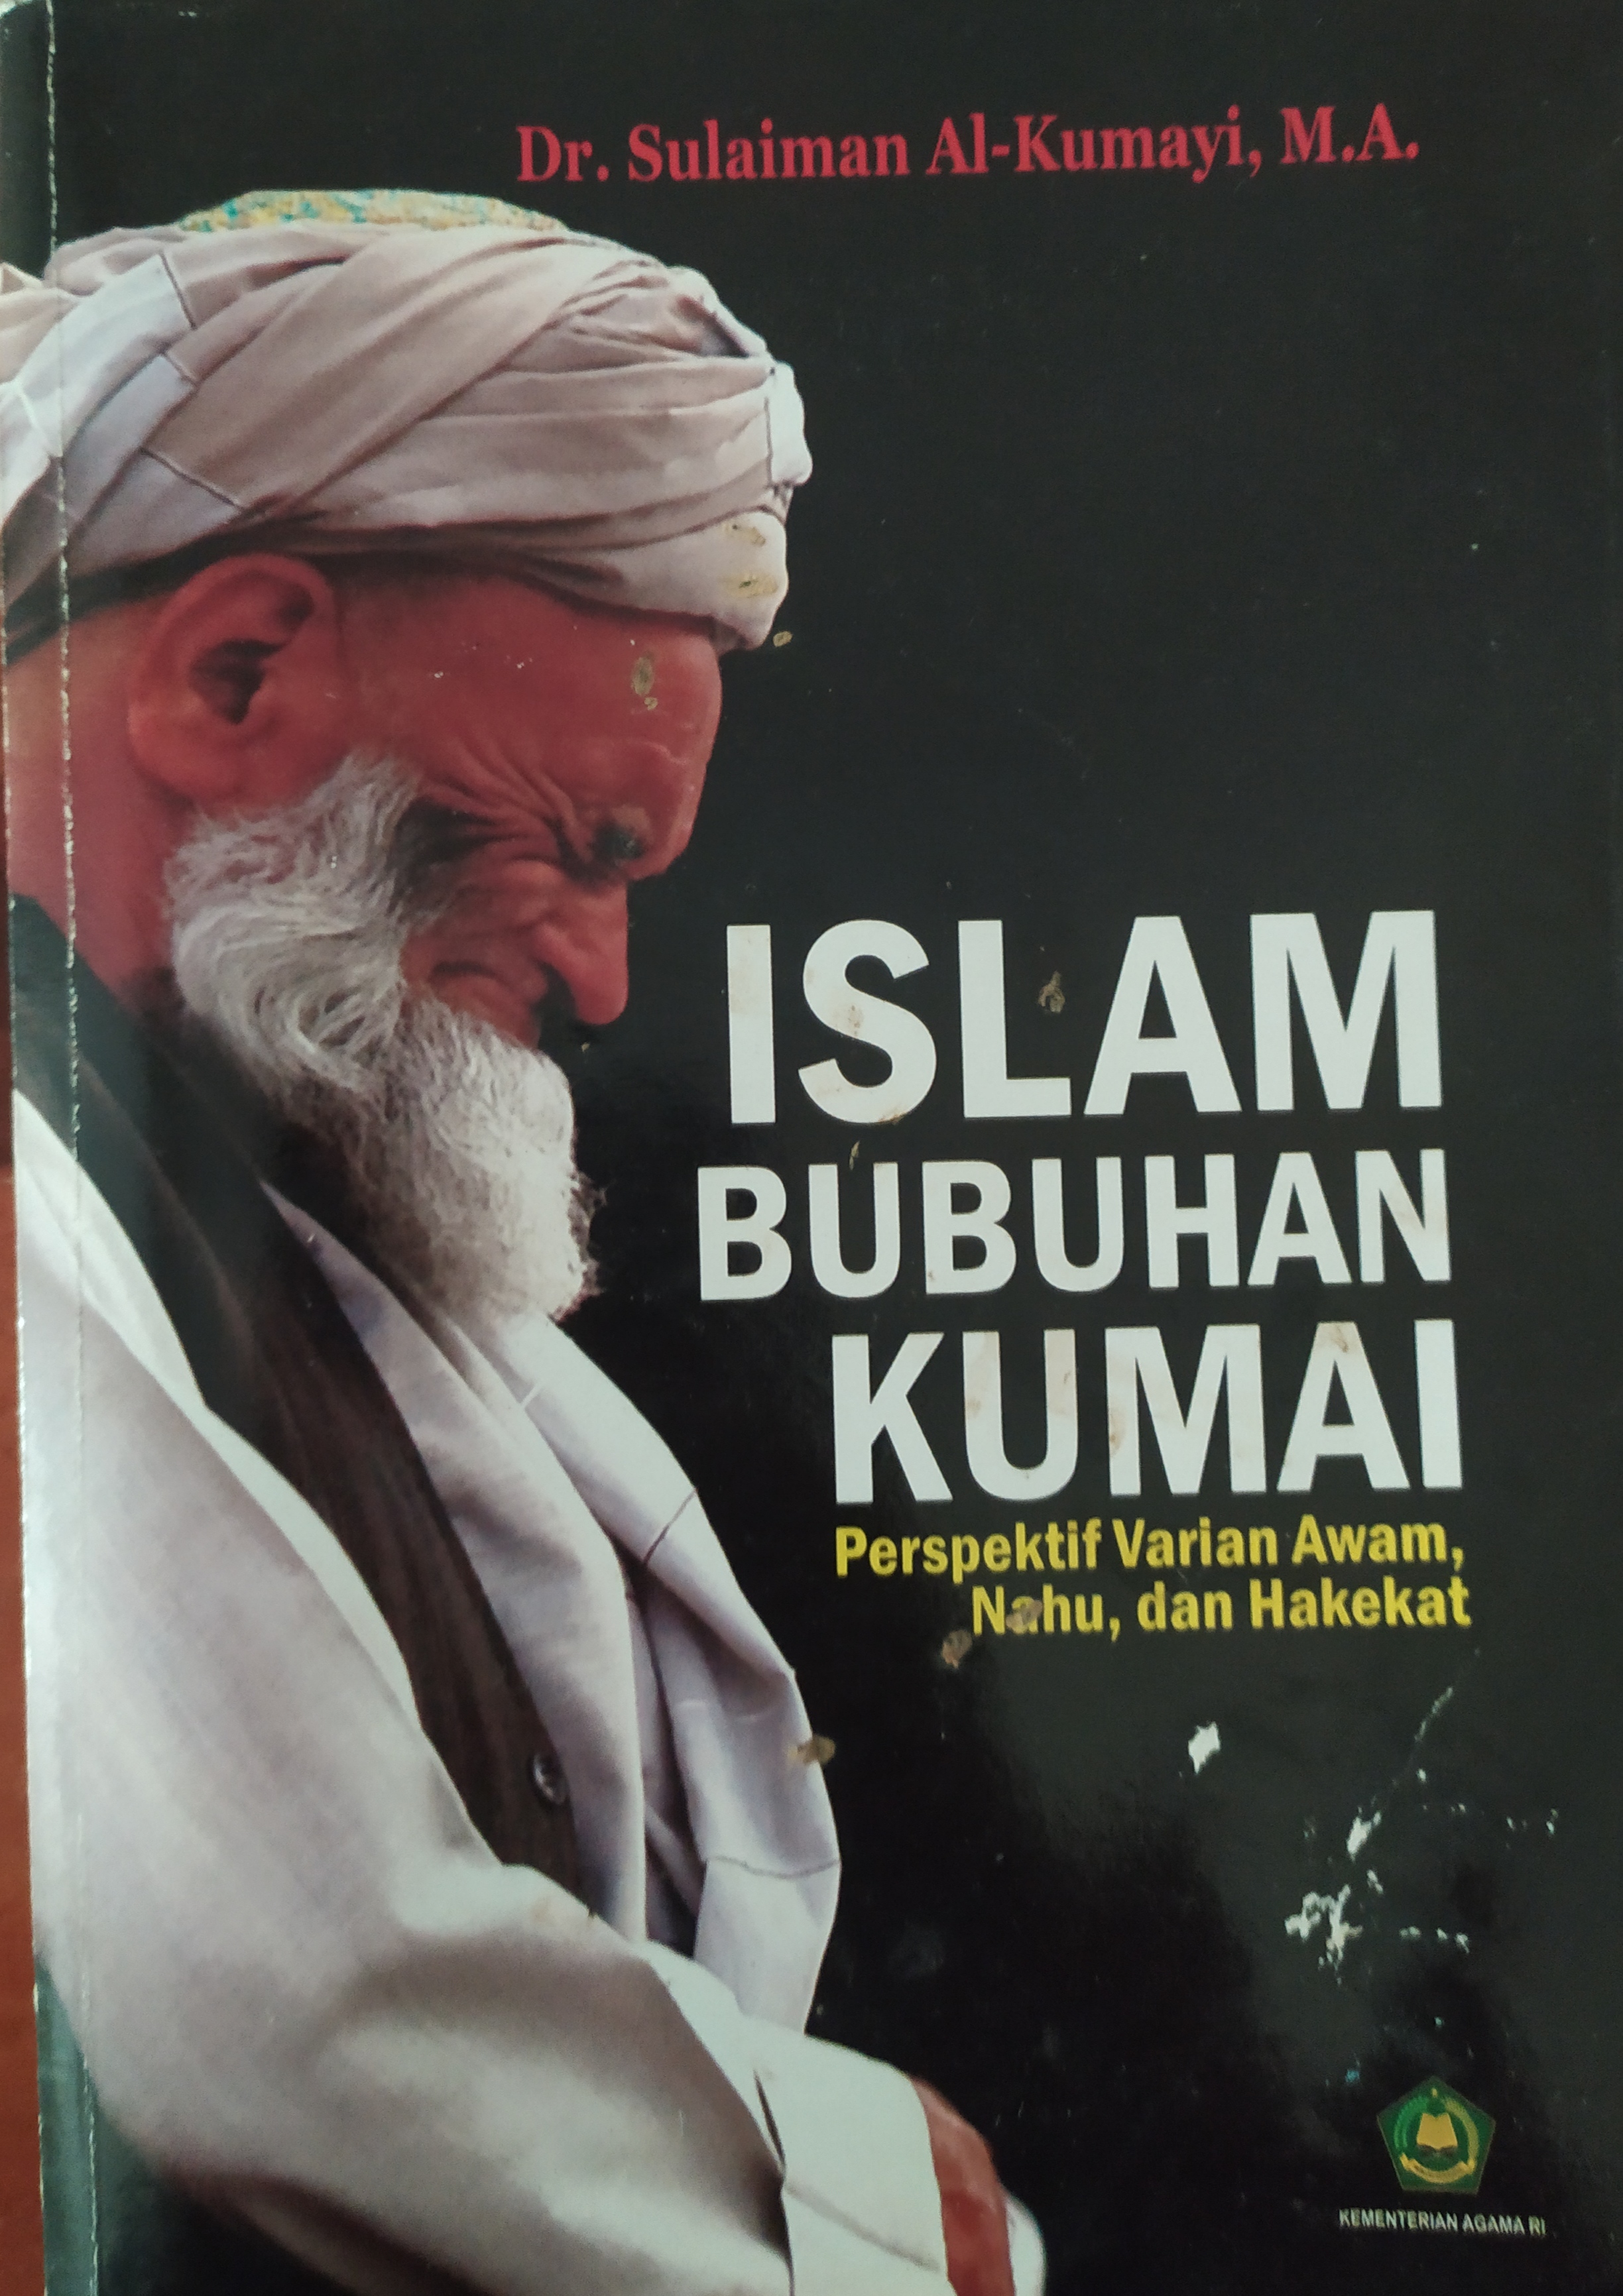 Dr. Sulaiman Al-Kumayi, M.A.
ISLAM
BUBUHAN
KUMAI
Perspektif Varian Awam,
Nahu, dan Hakekat
KEMENTERIAN AGAMA RI